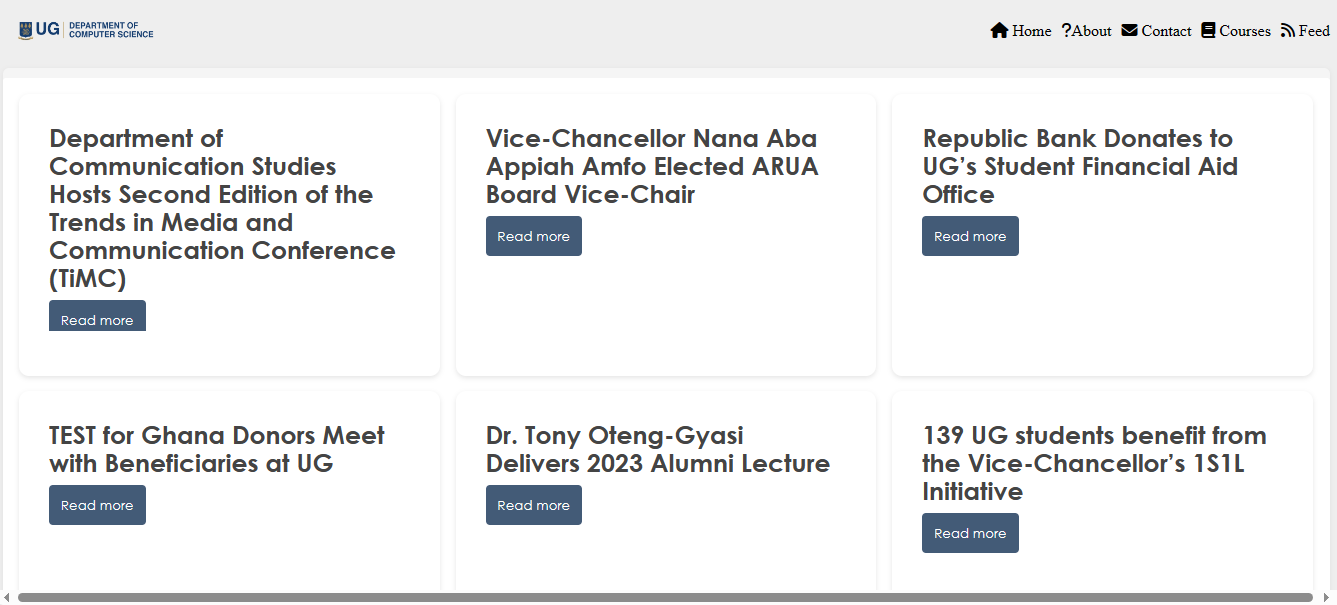 UG DEPARTMENT OF
COMPUTER SCIENCE
Home ?About Contact Courses Feed
Department of
Communication Studies
Hosts Second Edition of the
Trends in Media and
Communication Conference
(TiMC)
Read more
Vice-Chancellor Nana Aba
Appiah Amfo Elected ARUA
Board Vice-Chair
Read more
Republic Bank Donates to
UG’s Student Financial Aid
Office
Read more
TEST for Ghana Donors Meet
with Beneficiaries at UG
Read more
Dr. Tony Oteng-Gyasi
Delivers 2023 Alumni Lecture
Read more
139 UG students benefit from
the Vice-Chancellor’s 1S1L
Initiative
Read more